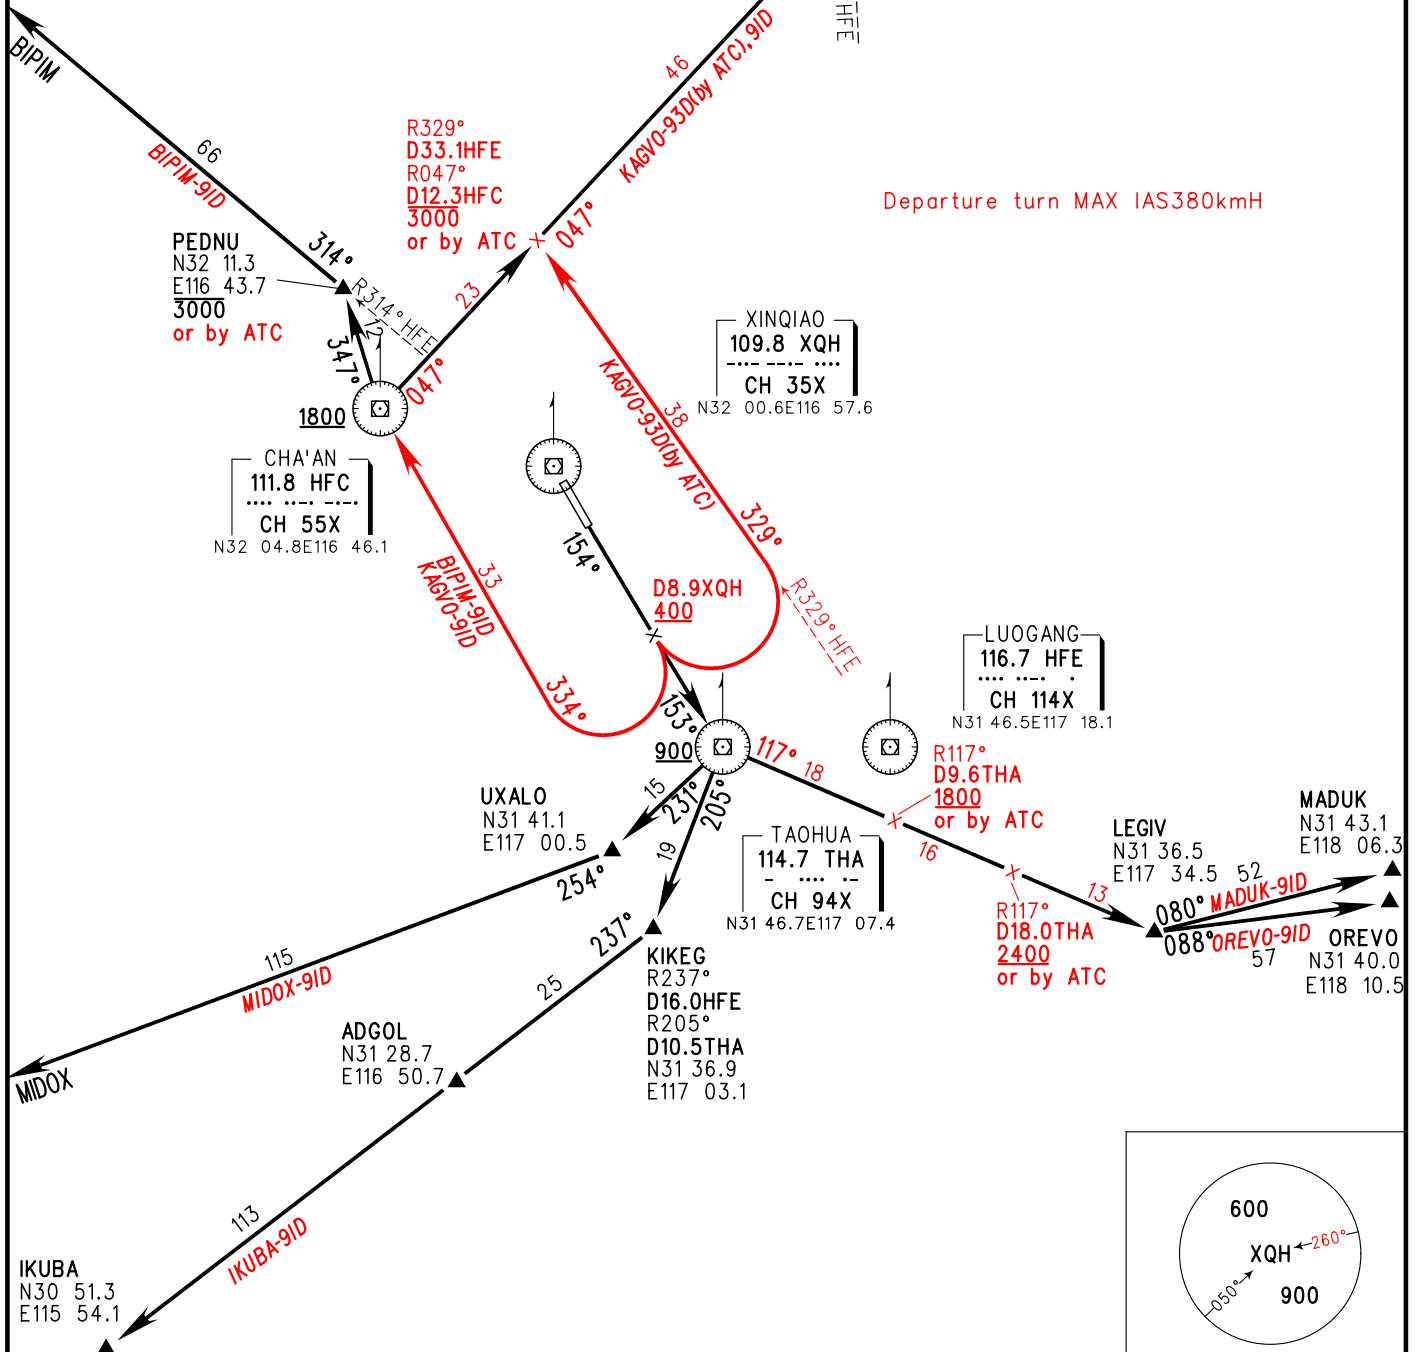 BIPIM
66
BIPIM-91D
46
KAGVO-93D(by ATC), 91D
HFE
R329°
D33.1HFE
R047°
D12.3HFC
3000
or by ATC
047°
Departure turn MAX IAS380kmH
PEDNU
N32 11.3
E116 43.7
3000
or by ATC
314°
R314° HFE
12
347°
23
047°
1800
CHA'AN
111.8 HFC
···· ··-· -·-·
CH 55X
N32 04.8E116 46.1
XINQIAO
109.8 XQH
-··- --·- ····
CH 35X
N32 00.6E116 57.6
38
KAGVO-93D(by ATC)
329°
154°
33
BIPIM-91D
KAGVO-91D
334°
D8.9XQH
400
R329° HFE
LUOGANG
116.7 HFE
···· ··-· ·
CH 114X
N31 46.5E117 18.1
153°
900
117°
18
R117°
D9.6THA
1800
or by ATC
15
231°
205°
19
UXALO
N31 41.1
E117 00.5
254°
TAOHUA
114.7 THA
- ···· ·-
CH 94X
N31 46.7E117 07.4
16
R117°
D18.0THA
2400
or by ATC
13
LEGIV
N31 36.5
E117 34.5
MADUK
N31 43.1
E118 06.3
52
080°
MADUK-91D
088°
OREVO-91D
57
OREVO
N31 40.0
E118 10.5
115
MIDOX-91D
MIDOX
237°
KIKEG
R237°
D16.0HFE
R205°
D10.5THA
N31 36.9
E117 03.1
25
ADGOL
N31 28.7
E116 50.7
113
IKUBA-91D
IKUBA
N30 51.3
E115 54.1
600
XQH
260°
050°
900